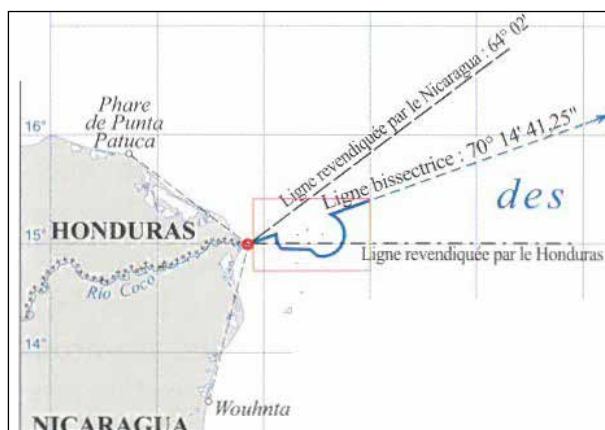 Ligne revendiquée par le Nicaragua : 64° 02'
Phare
de Punta
Patuca
16°
Ligne bissectrice : 70° 14' 41,25"
des
HONDURAS
15°
Ligne revendiquée par le Honduras
Río Coco
14°
Wouhnta
NICARAGUA